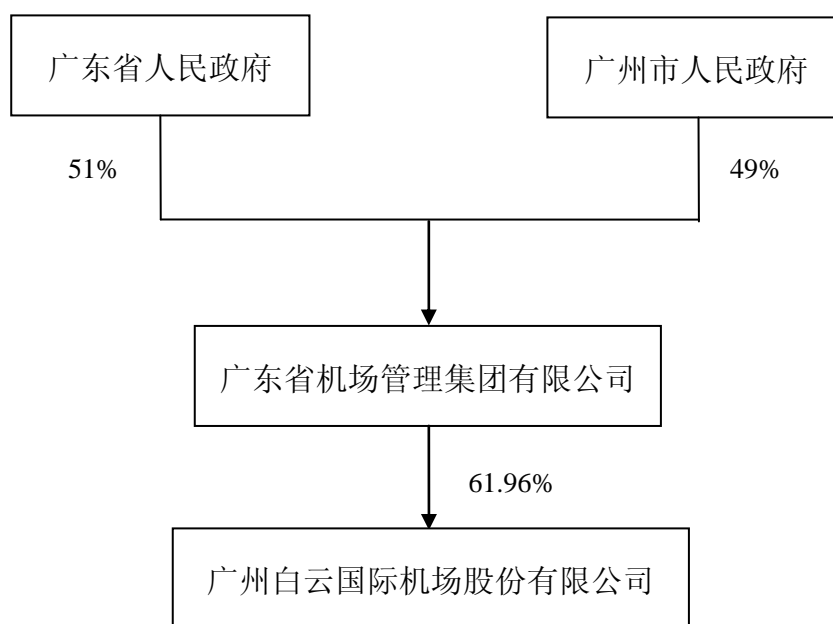 广东省人民政府
广州市人民政府
51%
49%
广东省机场管理集团有限公司
61.96%
广州白云国际机场股份有限公司